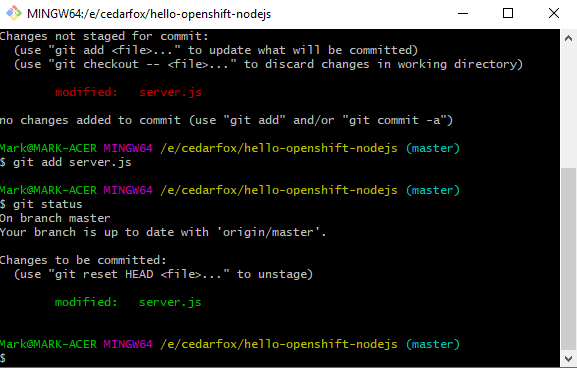 MINGW64:/e/cedarfox/hello-openshift-nodejs
Changes not staged for commit:
  (use "git add <file>..." to update what will be committed)
  (use "git checkout -- <file>..." to discard changes in working directory)

        modified:   server.js

no changes added to commit (use "git add" and/or "git commit -a")

Mark@MARK-ACER MINGW64 /e/cedarfox/hello-openshift-nodejs (master)
$ git add server.js

Mark@MARK-ACER MINGW64 /e/cedarfox/hello-openshift-nodejs (master)
$ git status
On branch master
Your branch is up to date with 'origin/master'.

Changes to be committed:
  (use "git reset HEAD <file>..." to unstage)

        modified:   server.js


Mark@MARK-ACER MINGW64 /e/cedarfox/hello-openshift-nodejs (master)
$